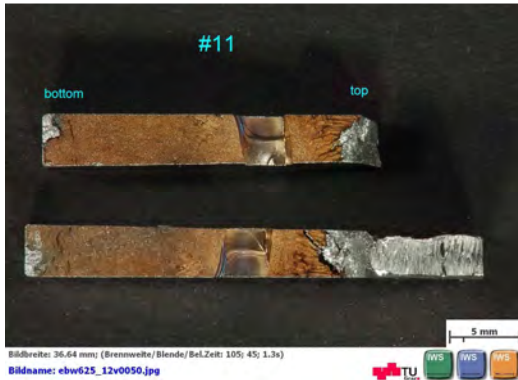 #11
bottom
top
5 mm
Bildbreite: 36.64 mm; (Brennweite/Blende/Bel.Zeit: 105; 45; 1.3s)
Bildname: ebw625_12v0050.jpg
TU
IWS
IWS
IWS